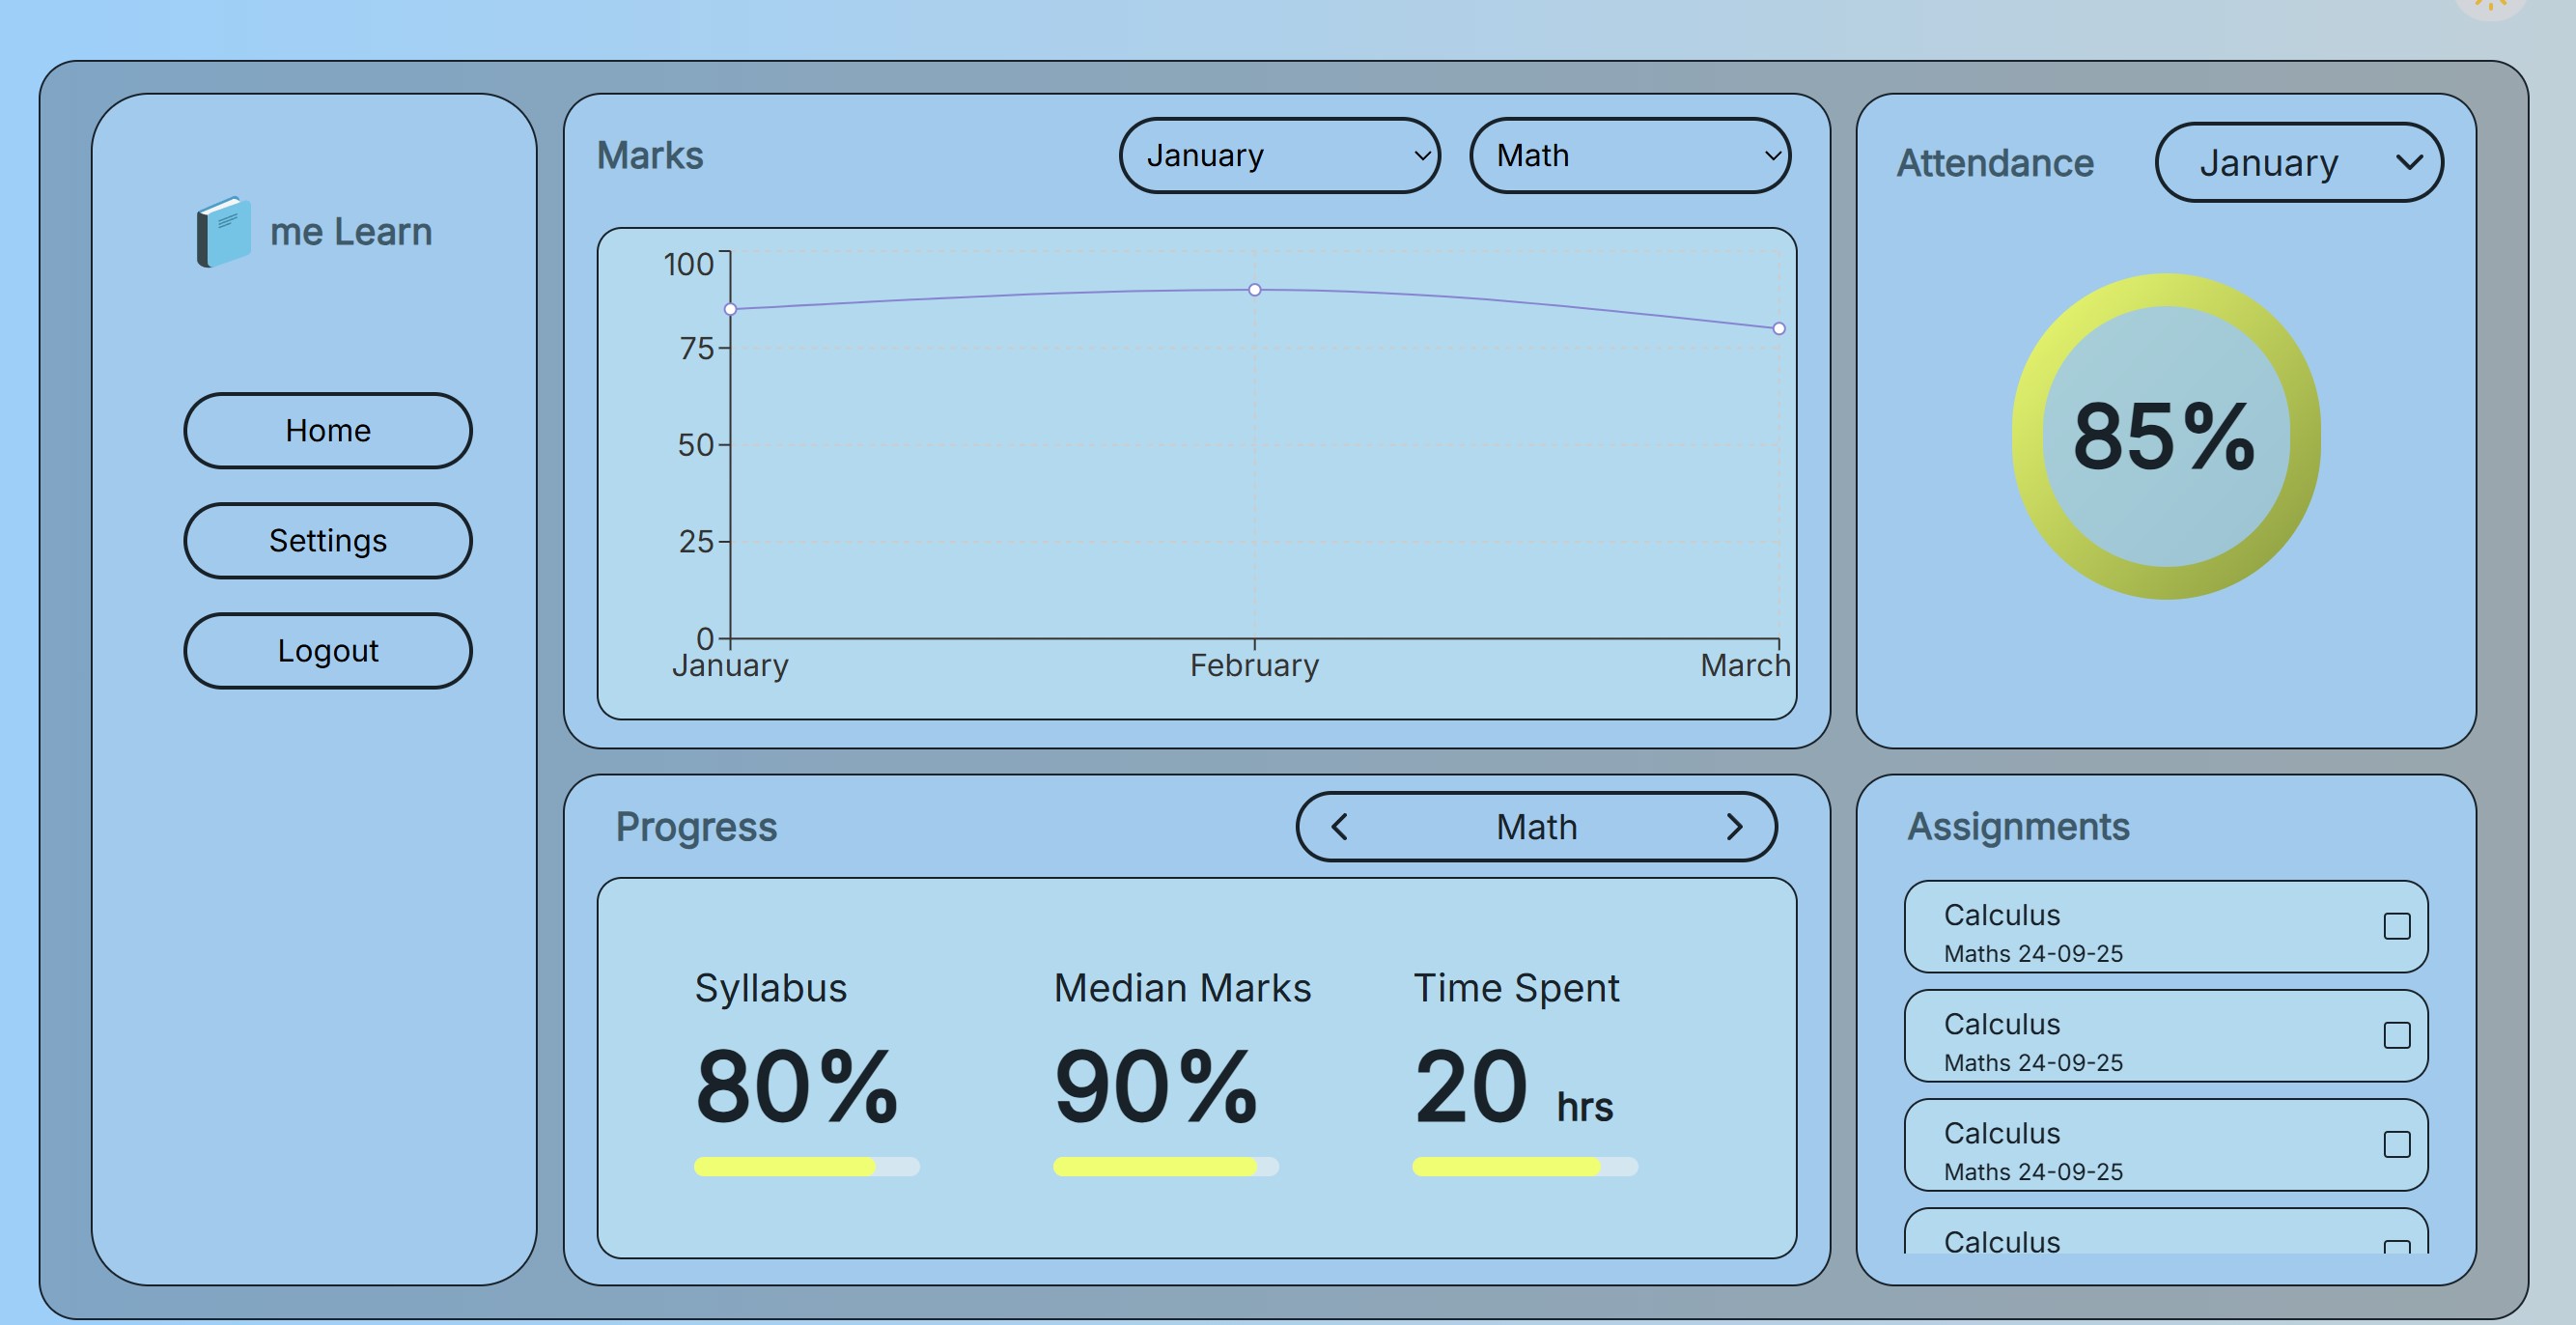 me Learn
Home
Settings
Logout
Marks
January
Math
100
75
50
25
0
January February March
Attendance
January
85%
Progress
Math
Syllabus
80%
Median Marks
90%
Time Spent
20 hrs
Assignments
Calculus
Maths 24-09-25
Calculus
Maths 24-09-25
Calculus
Maths 24-09-25
Calculus